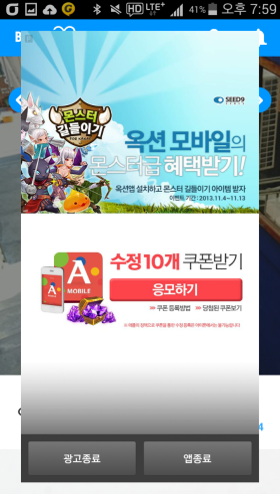 HD LTE+ 41% 오후 7:59
SEED9
몬스터
길들이기
옥션 모바일의
몬스터급 혜택받기!
옥션앱 설치하고 몬스터 길들이기 아이템 받자
이벤트 기간 : 2013.11.4~11.13
수정10개 쿠폰받기
A
MOBILE
응모하기
>> 쿠폰 등록방법 >> 당첨된 쿠폰보기
광고종료 앱종료